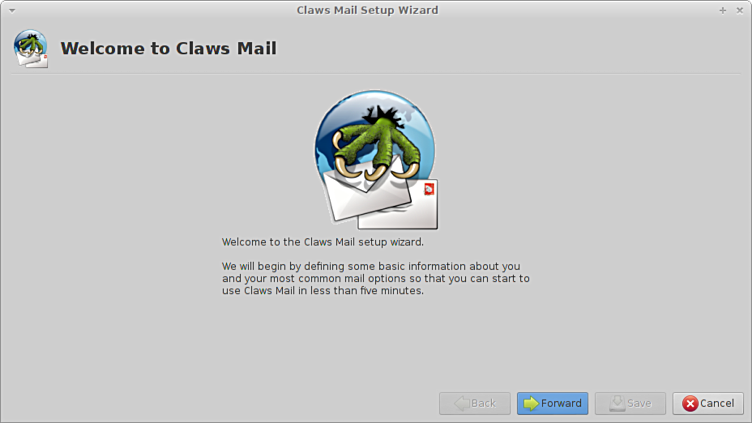 Claws Mail Setup Wizard
Welcome to Claws Mail
Welcome to the Claws Mail setup wizard.
We will begin by defining some basic information about you
and your most common mail options so that you can start to
use Claws Mail in less than five minutes.
Back
Forward
Save
Cancel